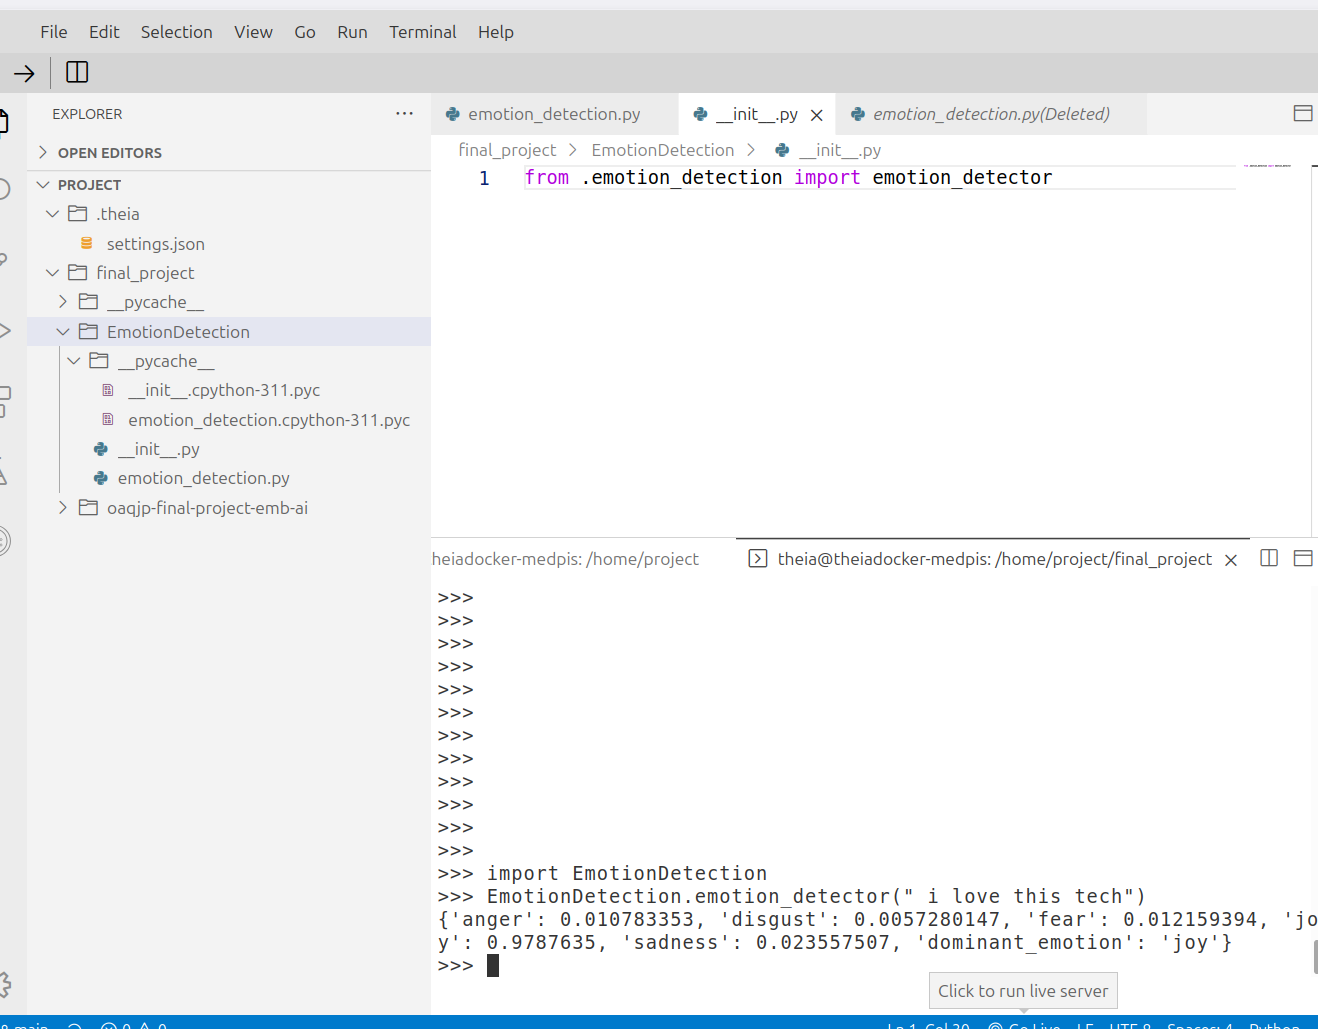 File Edit Selection View Go Run Terminal Help
EXPLORER
OPEN EDITORS
PROJECT
.theia
settings.json
final_project
__pycache__
EmotionDetection
__pycache__
__init__.cpython-311.pyc
emotion_detection.cpython-311.pyc
__init__.py
emotion_detection.py
oaqjp-final-project-emb-ai
emotion_detection.py __init__.py emotion_detection.py(Deleted)
final_project > EmotionDetection > __init__.py
1 from .emotion_detection import emotion_detector
heiadocker-medpis: /home/project theia@theiadocker-medpis: /home/project/final_project
>>>
>>>
>>>
>>>
>>>
>>>
>>>
>>>
>>>
>>>
>>>
>>>
>>> import EmotionDetection
>>> EmotionDetection.emotion_detector(" i love this tech")
{'anger': 0.010783353, 'disgust': 0.0057280147, 'fear': 0.012159394, 'jo
y': 0.9787635, 'sadness': 0.023557507, 'dominant_emotion': 'joy'}
>>>
Click to run live server
main 0 0 Ln 1, Col 30 Go Live LF UTF-8 Spaces: 4 Python